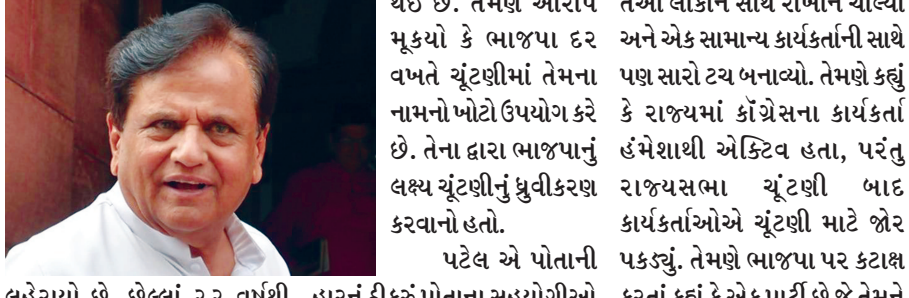 થઈ છે. તેમણે આરોપ
મૂકયો કે ભાજપા દર
વખતે ચૂંટણીમાં તેમના
નામનો ખોટો ઉપયોગ કરે
છે. તેના દ્વારા ભાજપાનું
લક્ષ્ય ચૂંટણીનું ધ્રુવીકરણ
કરવાનો હતો.
પટેલ એ પોતાની
તેઓ લોકોને સાથે રાખીને ચાલ્યા
અને એક સામાન્ય કાર્યકર્તાની સાથે
પણ સારો ટચ બનાવ્યો. તેમણે કહ્યું
કે રાજ્યમાં કૉંગ્રેસના કાર્યકર્તા
હંમેશાથી એક્ટિવ હતા, પરંતુ
રાજ્યસભા ચૂંટણી બાદ
કાર્યકર્તાઓએ ચૂંટણી માટે જોર
પકડ્યું. તેમણે ભાજપા પર કટાક્ષ